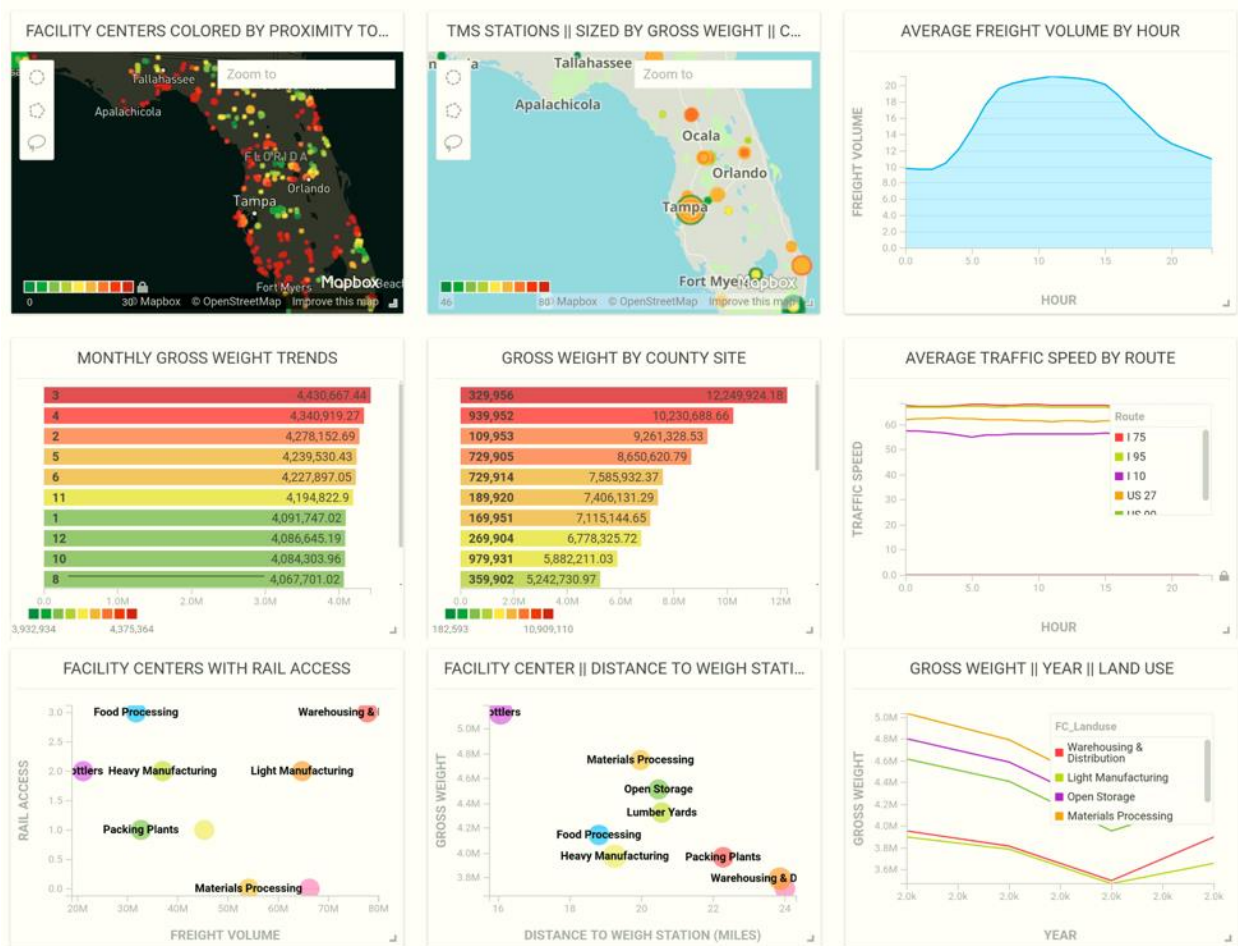 FACILITY CENTERS COLORED BY PROXIMITY TO...
Zoom to
Tallahassee
Apalachicola
FLORIDA
Orlando
Tampa
Fort Myers
Mapbox
0
30
© Mapbox © OpenStreetMap Improve this map
TMS STATIONS || SIZED BY GROSS WEIGHT || C...
Zoom to
Tallahassee
Apalachicola
Ocala
Orlando
Tampa
Fort Myers
mapbox
46
80
© Mapbox © OpenStreetMap Improve this map
AVERAGE FREIGHT VOLUME BY HOUR
FREIGHT VOLUME
20
18
16
14
12
10
8.0
6.0
4.0
2.0
0.0
0.0 5 10 15 20
HOUR
MONTHLY GROSS WEIGHT TRENDS
3 4,430,667.44
4 4,340,919.27
2 4,278,152.69
5 4,239,530.43
6 4,227,897.05
11 4,194,822.9
1 4,091,747.02
12 4,086,645.19
10 4,084,303.96
8 4,067,701.02
0.0 1.0M 2.0M 3.0M 4.0M
3,932,934 4,375,364
GROSS WEIGHT BY COUNTY SITE
329,956 12,249,924.18
939,952 10,230,688.66
109,953 9,261,328.53
729,905 8,650,620.79
729,914 7,585,932.37
189,920 7,406,131.29
169,951 7,115,144.65
269,904 6,778,325.72
979,931 5,882,211.03
359,902 5,242,730.97
0.0 2.0M 4.0M 6.0M 8.0M 10M 12M
182,593 10,909,110
AVERAGE TRAFFIC SPEED BY ROUTE
TRAFFIC SPEED
60
50
40
30
20
10
0.0
0.0 5 10 15 20
HOUR
Route
I 75
I 95
I 10
US 27
US 90
FACILITY CENTERS WITH RAIL ACCESS
RAIL ACCESS
3.0
2.5
2.0
1.5
1.0
0.5
0.0
Food Processing
Warehousing &
ottlers
Heavy Manufacturing
Light Manufacturing
Packing Plants
Materials Processing
20M 30M 40M 50M 60M 70M 80M
FREIGHT VOLUME
FACILITY CENTER || DISTANCE TO WEIGH STATI...
GROSS WEIGHT
5.0M
4.8M
4.6M
4.4M
4.2M
4.0M
3.8M
ottlers
Materials Processing
Open Storage
Lumber Yards
Food Processing
Heavy Manufacturing
Packing Plants
Warehousing & D
16 18 20 22 24
DISTANCE TO WEIGH STATION (MILES)
GROSS WEIGHT || YEAR || LAND USE
GROSS WEIGHT
5.0M
4.8M
4.6M
4.4M
4.2M
4.0M
3.8M
3.6M
FC_Landuse
Warehousing &
Distribution
Light Manufacturing
Open Storage
Materials Processing
2.0k 2.0k 2.0k 2.0k 2.0k 2.0k 2.0k
YEAR